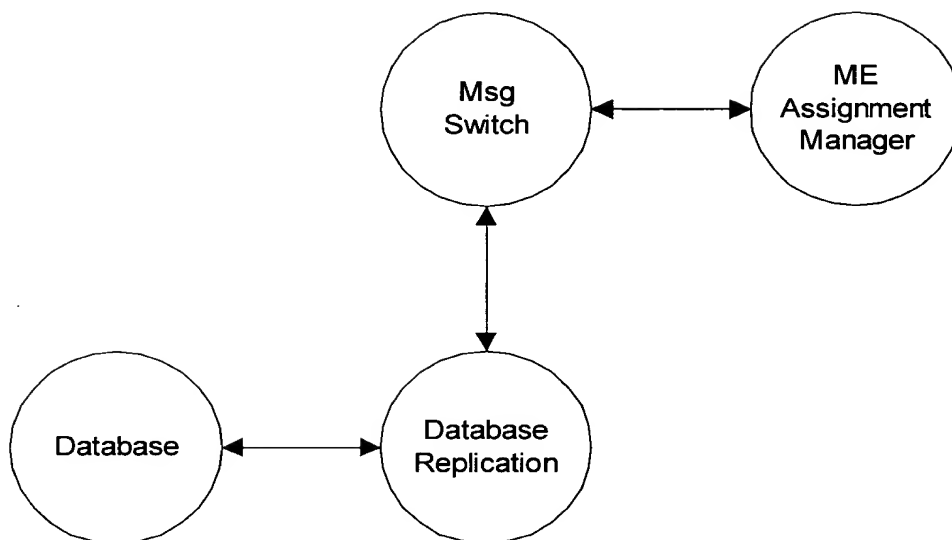 Msg
Switch
ME
Assignment
Manager
Database
Database
Replication